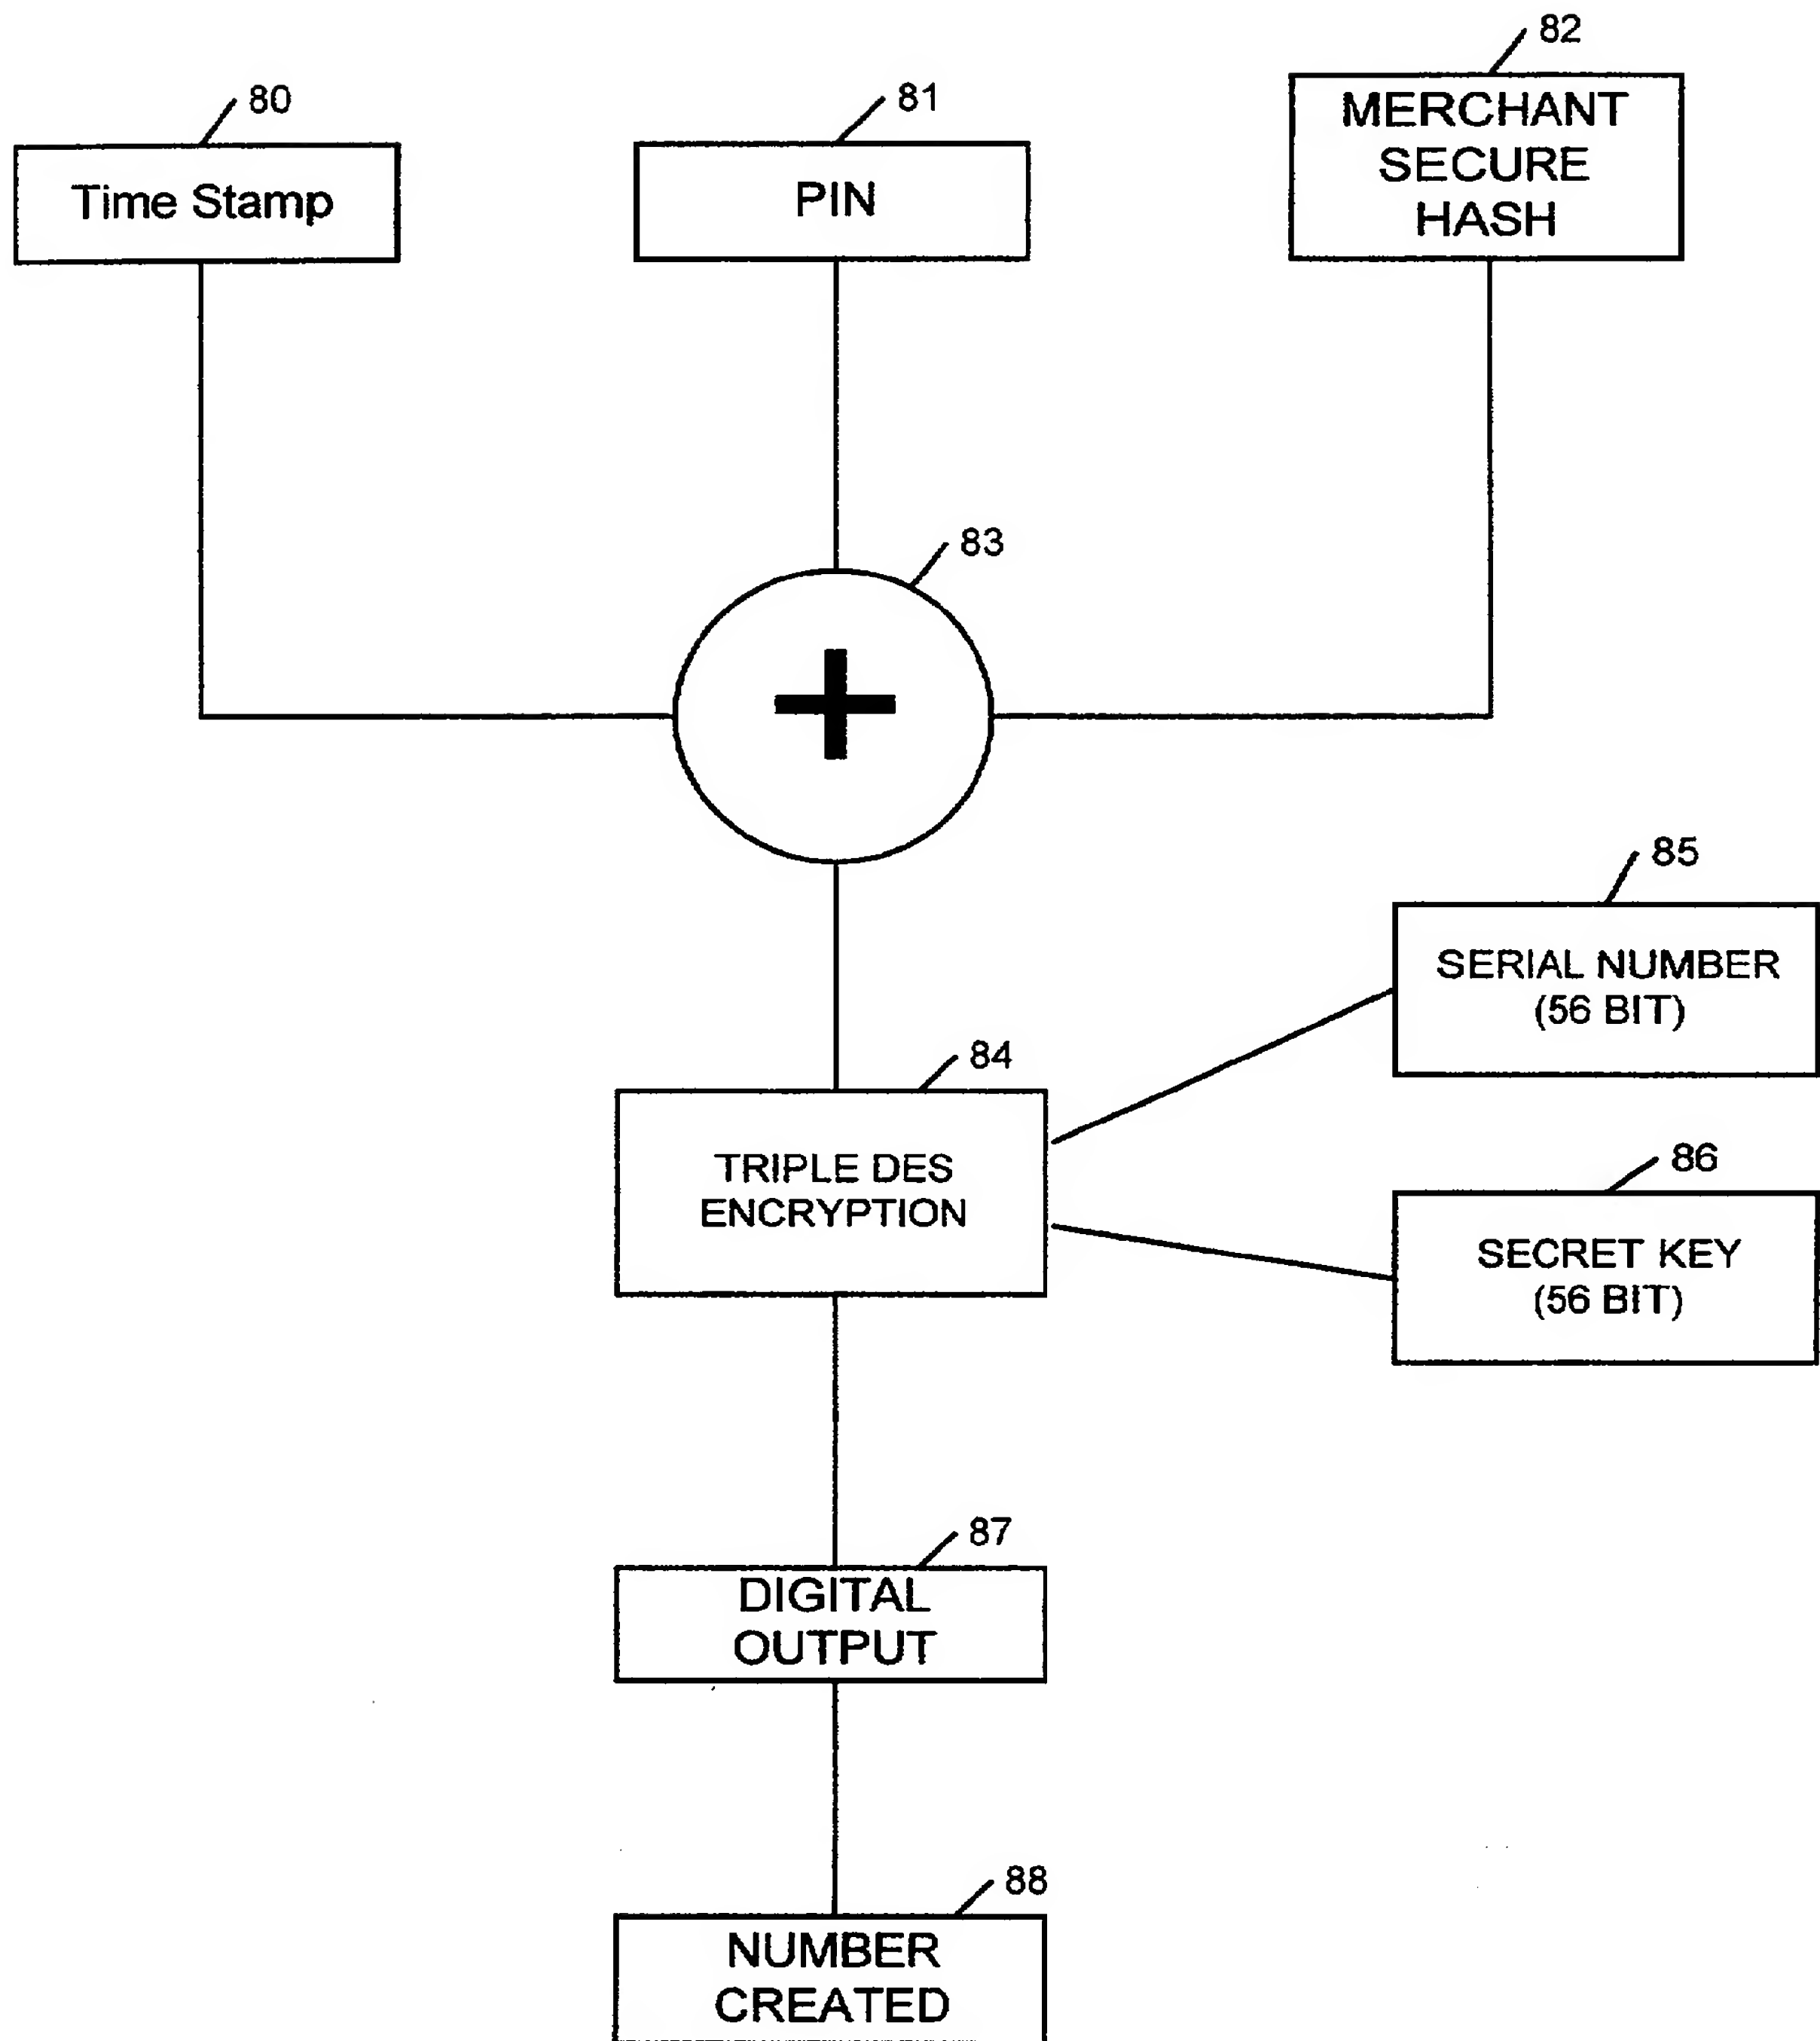 80
Time Stamp
81
PIN
82
MERCHANT
SECURE
HASH
83
+
84
TRIPLE DES
ENCRYPTION
85
SERIAL NUMBER
(56 BIT)
86
SECRET KEY
(56 BIT)
87
DIGITAL
OUTPUT
88
NUMBER
CREATED